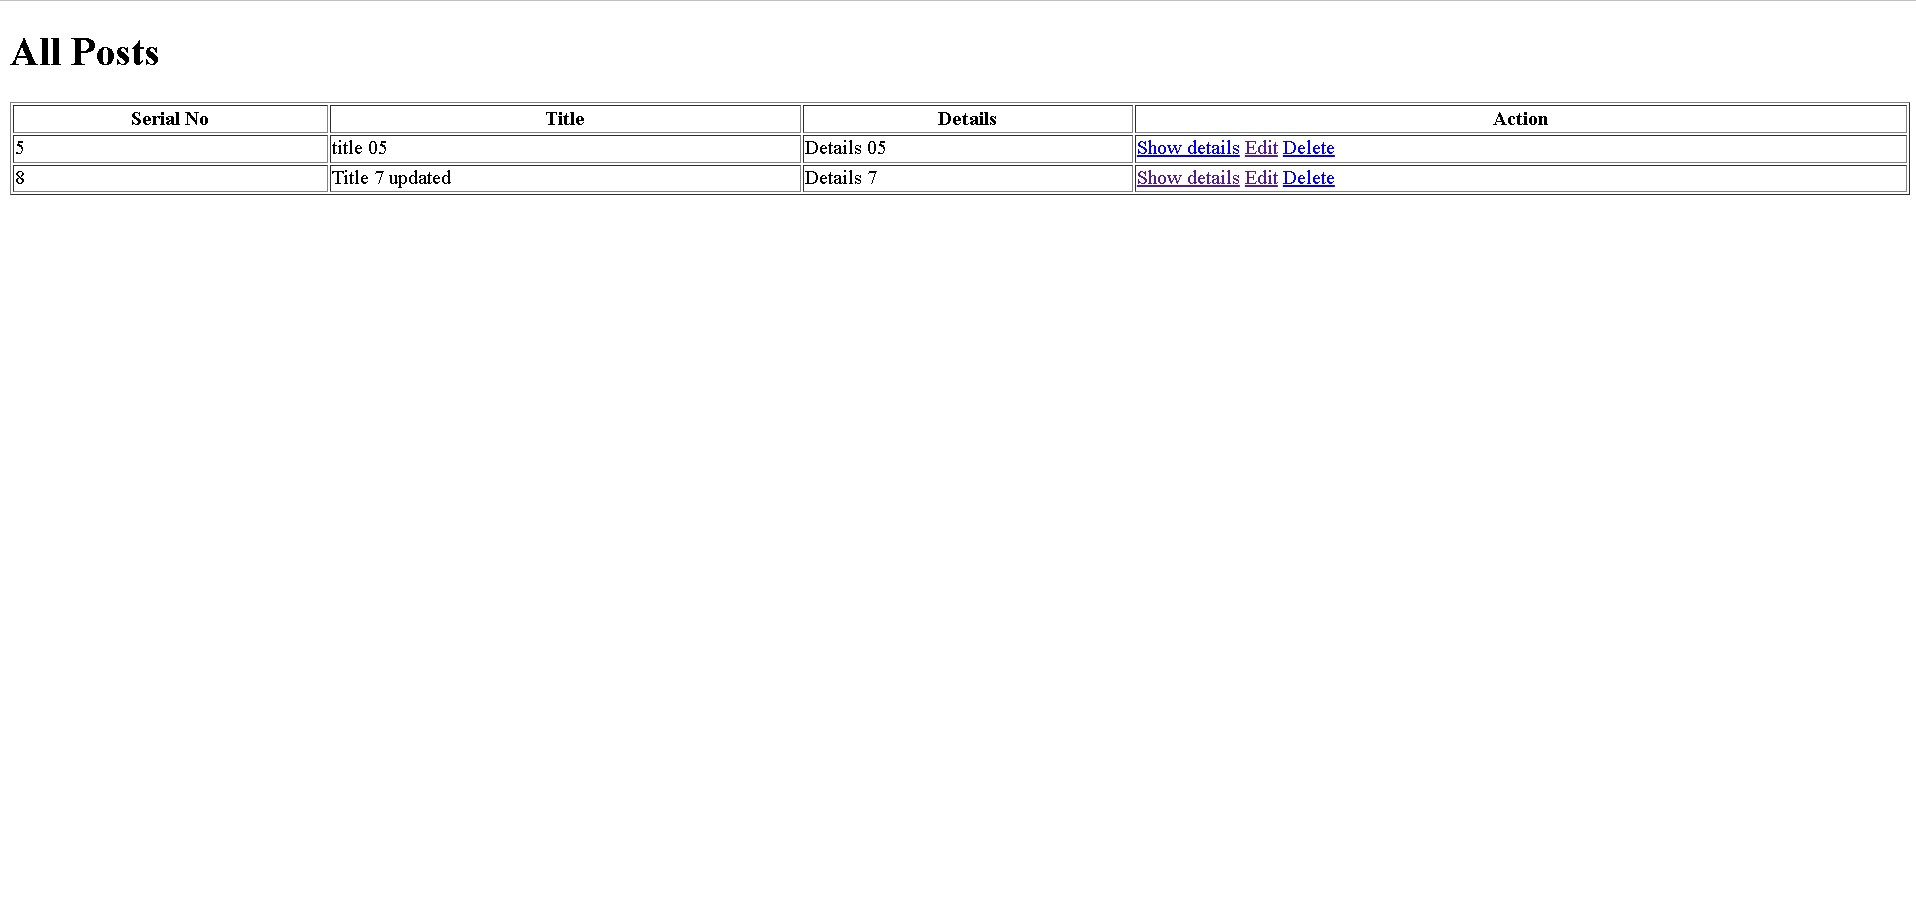 All Posts
Serial No Title Details Action
5 title 05 Details 05 Show details Edit Delete
8 Title 7 updated Details 7 Show details Edit Delete